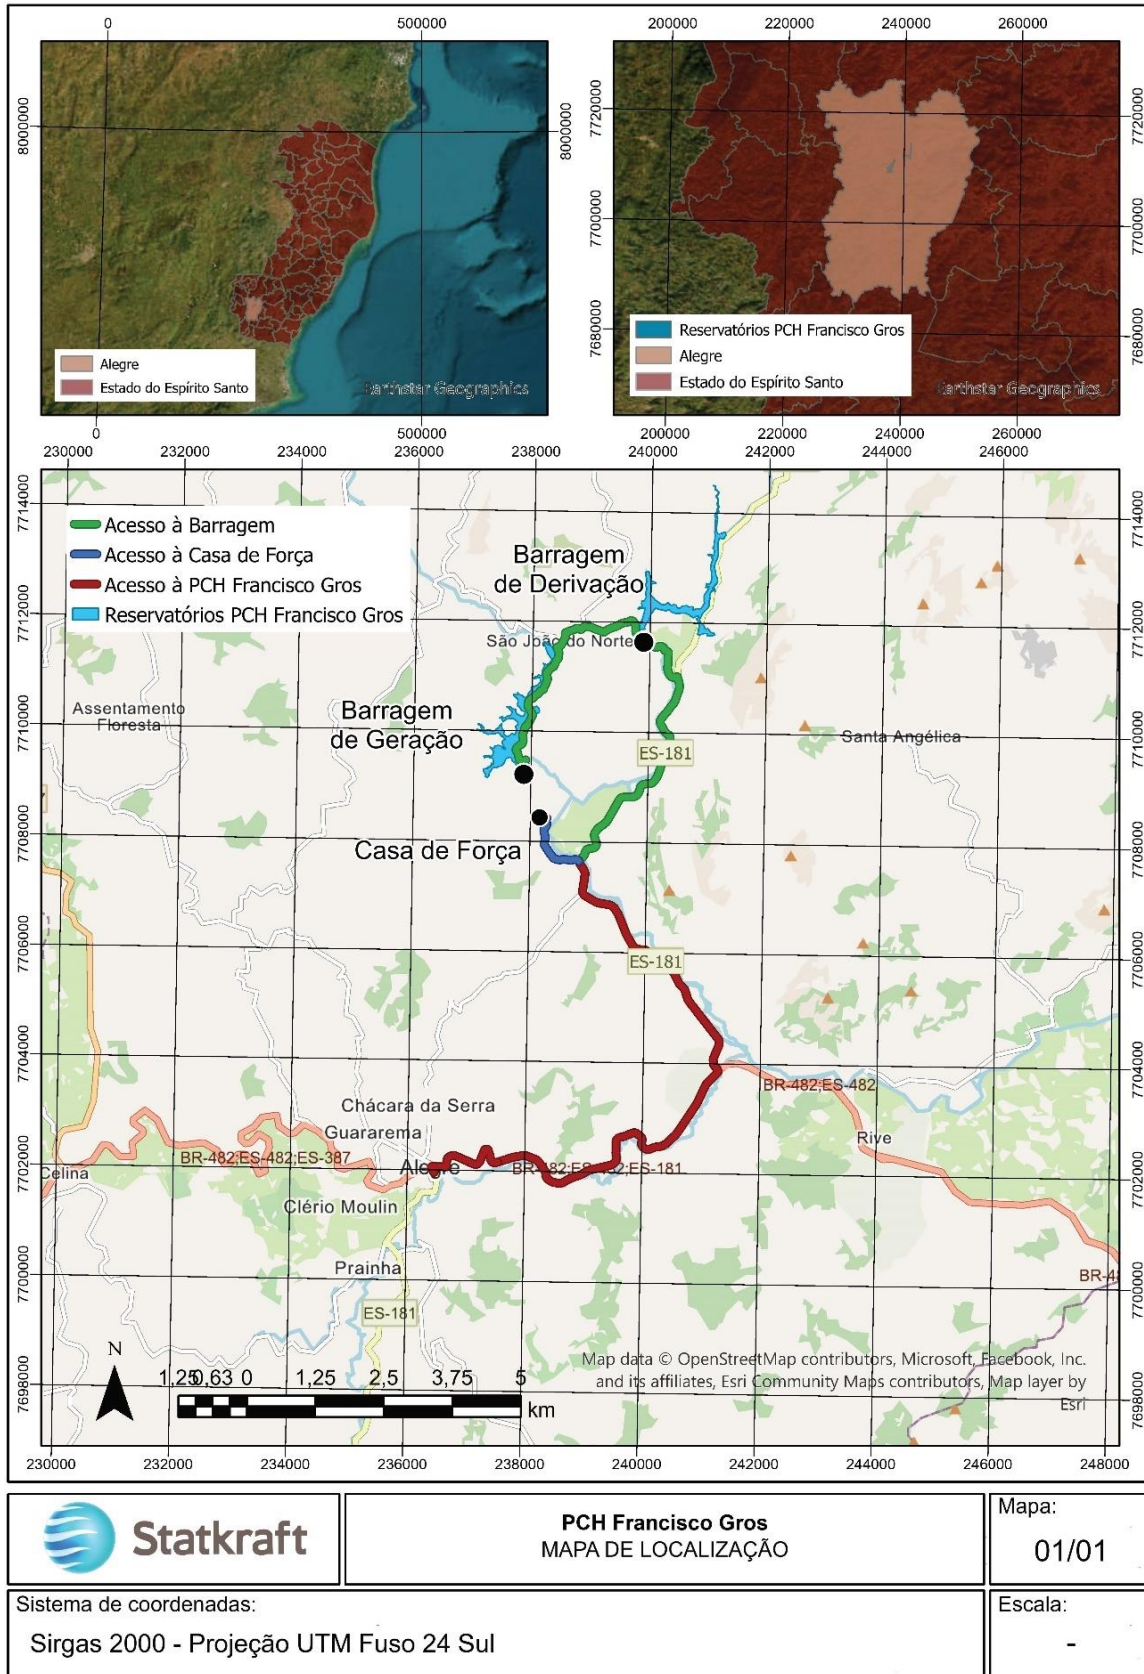 0
500000
8000000
8000000
Alegre
Estado do Espírito Santo
Earthstar Geographics
0
500000
200000
220000
240000
260000
7720000
7700000
7680000
7720000
7700000
7680000
Reservatórios PCH Francisco Gros
Alegre
Estado do Espírito Santo
Earthstar Geographics
200000
220000
240000
260000
230000
232000
234000
236000
238000
240000
242000
244000
246000
7714000
7712000
7710000
7708000
7706000
7704000
7702000
7700000
7698000
7714000
7712000
7710000
7708000
7706000
7704000
7702000
7700000
7698000
Acesso à Barragem
Acesso à Casa de Força
Acesso à PCH Francisco Gros
Reservatórios PCH Francisco Gros
Barragem
de Derivação
São João do Norte
Assentamento
Floresta
Barragem
de Geração
Santa Angélica
ES-181
Casa de Força
ES-181
BR-482;ES-482
Chácara da Serra
Guararema
Rive
BR-482;ES-482;ES-387
Alegre
BR-482;ES-482;ES-181
Celina
Clério Moulin
Prainha
BR-48
ES-181
N
1,25
0,63
0
1,25
2,5
3,75
5
km
Map data © OpenStreetMap contributors, Microsoft, Facebook, Inc.
and its affiliates, Esri Community Maps contributors, Map layer by
Esri
230000
232000
234000
236000
238000
240000
242000
244000
246000
248000
Statkraft
PCH Francisco Gros
MAPA DE LOCALIZAÇÃO
Mapa:
01/01
Sistema de coordenadas:
Sirgas 2000 - Projeção UTM Fuso 24 Sul
Escala:
-